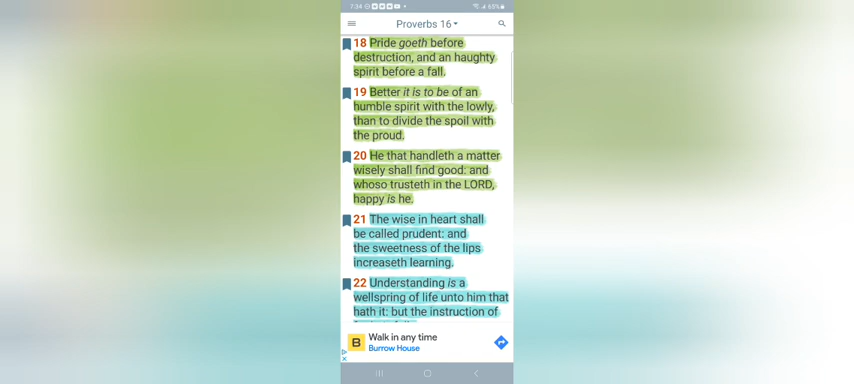 7:34 65%
Proverbs 16
18 Pride goeth before
destruction, and an haughty
spirit before a fall.
19 Better it is to be of an
humble spirit with the lowly,
than to divide the spoil with
the proud.
20 He that handleth a matter
wisely shall find good: and
whoso trusteth in the LORD,
happy is he.
21 The wise in heart shall
be called prudent: and
the sweetness of the lips
increaseth learning.
22 Understanding is a
wellspring of life unto him that
hath it: but the instruction of
B
Walk in any time
Burrow House